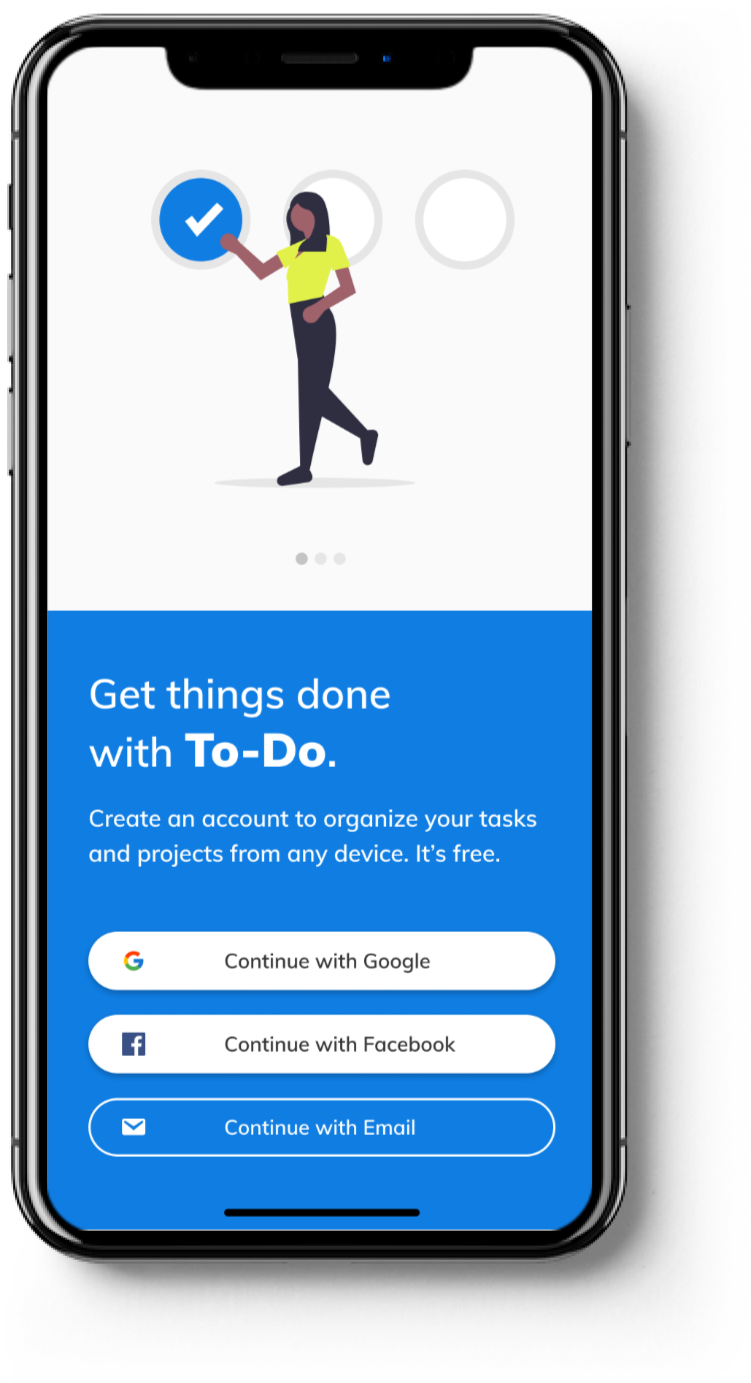 Get things done
with To-Do.
Create an account to organize your tasks
and projects from any device. It’s free.
Continue with Google
Continue with Facebook
Continue with Email